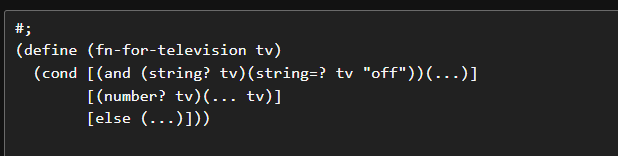 #;
(define (fn-for-television tv)
  (cond [(and (string? tv)(string=? tv "off"))(...)]
        [(number? tv)(... tv)]
        [else (...)]))